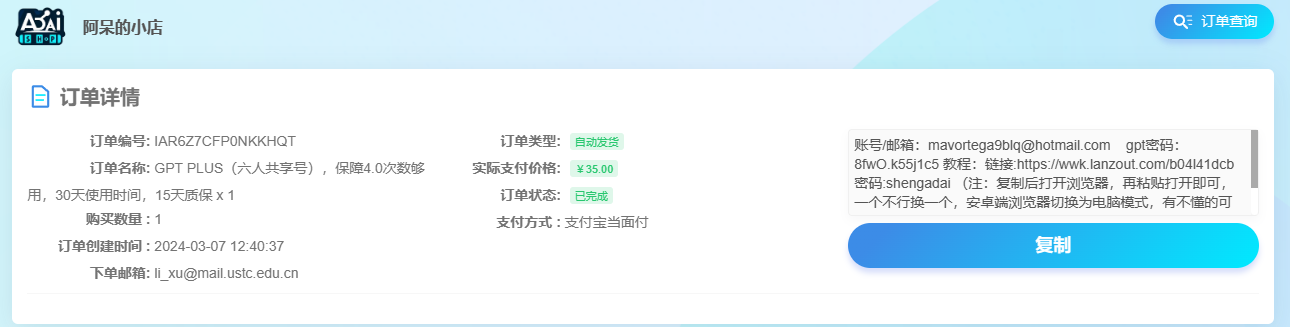 A3Ai
SHOP
阿呆的小店
订单查询
订单详情
订单编号: IAR6Z7CFP0NKKHQT
订单名称: GPT PLUS（六人共享号），保障4.0次数够
用，30天使用时间，15天质保 x 1
购买数量 : 1
订单创建时间 : 2024-03-07 12:40:37
下单邮箱: li_xu@mail.ustc.edu.cn
订单类型: 自动发货
实际支付价格: ￥35.00
订单状态: 已完成
支付方式 : 支付宝当面付
账号/邮箱：mavortega9blq@hotmail.com gpt密码：
8fwO.k55j1c5 教程：链接:https://wwk.lanzout.com/b04l41dcb
密码:shengadai （注：复制后打开浏览器，再粘贴打开即可，
一个不行换一个，安卓端浏览器切换为电脑模式，有不懂的可
复制